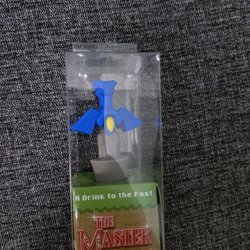 A Drink to the Past
THE
MASTER